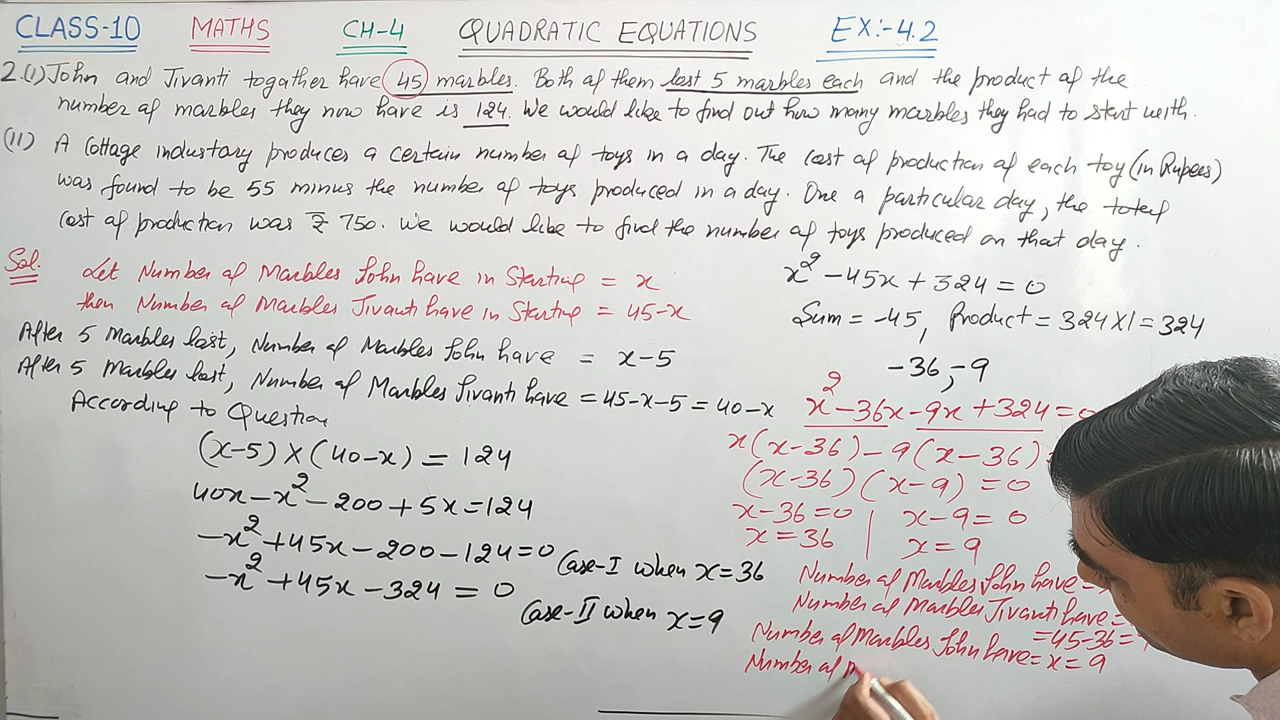 CLASS-10 MATHS CH-4 QUADRATIC EQUATIONS EX:-4.2
2.(I) John and Jivanti togather have 45 marbles. Both of them lost 5 marbles each and the product of the
number of marbles they now have is 124. We would like to find out how many marbles they had to start with.
(II) A Cottage industary produces a certain number of toys in a day. The cost of production of each toy (in Rupees)
was found to be 55 minus the number of toys produced in a day. One a particular day, the total
cost of production was ₹ 750. We would like to find the number of toys produced on that day.
Sol. Let Number of Marbles John have in Starting = x
then Number of Marbles Jivanti have in Starting = 45-x
After 5 Marbles last, Number of Marbles John have = x-5
After 5 Marbles last, Number of Marbles Jivanti have = 45-x-5 = 40-x
According to Question
(x-5) X (40-x) = 124
40x - x² - 200 + 5x = 124
-x² + 45x - 200 - 124 = 0
-x² + 45x - 324 = 0
x² - 45x + 324 = 0
Sum = -45, Product = 324 X 1 = 324
-36, -9
x² - 36x - 9x + 324 = 0
x(x-36) - 9(x-36)
(x-36) (x-9) = 0
x-36=0 | x-9=0
x=36 | x=9
Case-I when x=36
Number of Marbles John have =
Number of Marbles Jivanti have =
=45-36=
Case-II when x=9
Number of Marbles John have = x = 9
Number of M